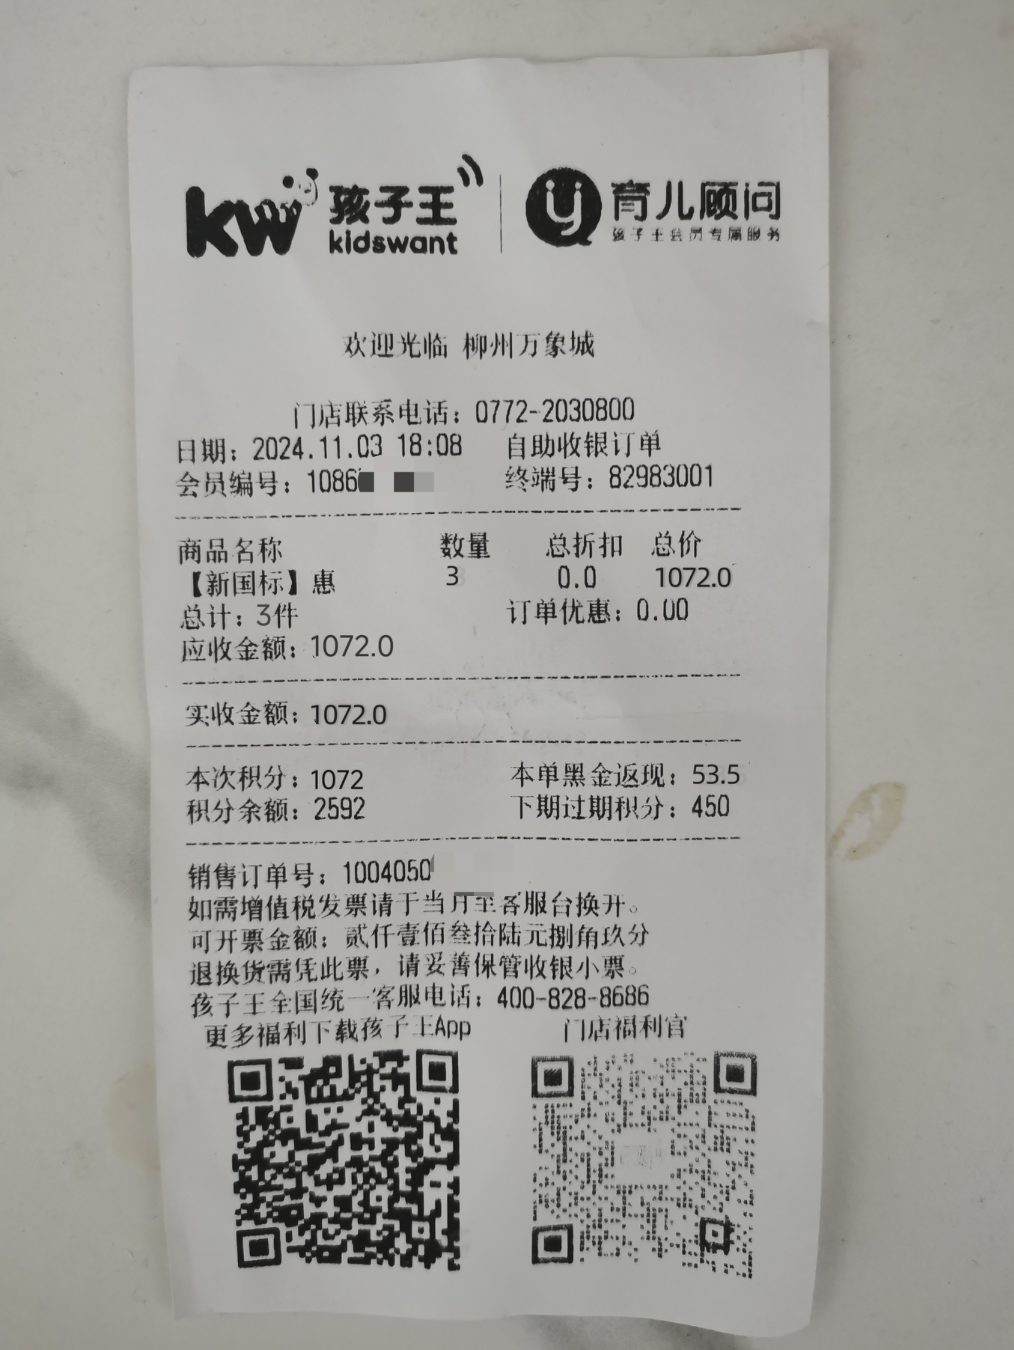 kw 孩子王 kidswant 育儿顾问
孩子王会员专属服务
欢迎光临 柳州万象城
门店联系电话：0772-2030800
日期：2024.11.03 18:08 自助收银订单
会员编号：1086 终端号：82983001
商品名称 数量 总折扣 总价
【新国标】惠 3 0.0 1072.0
总计：3件 订单优惠：0.00
应收金额：1072.0
实收金额：1072.0
本次积分：1072 本单黑金返现：53.5
积分余额：2592 下期过期积分：450
销售订单号：1004050
如需增值税发票请于当月至客服台换开。
可开票金额：贰仟壹佰叁拾陆元捌角玖分
退换货需凭此票，请妥善保管收银小票。
孩子王全国统一客服电话：400-828-8686
更多福利下载孩子王App 门店福利官